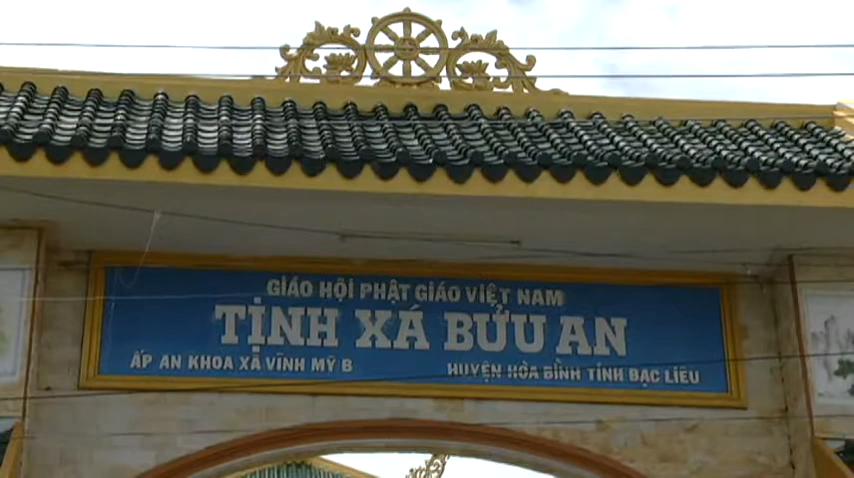 GIÁO HỘI PHẬT GIÁO VIỆT NAM
TỊNH XÁ BỬU AN
ẤP AN KHOA XÃ VĨNH MỸ B HUYỆN HÒA BÌNH TỈNH BẠC LIÊU